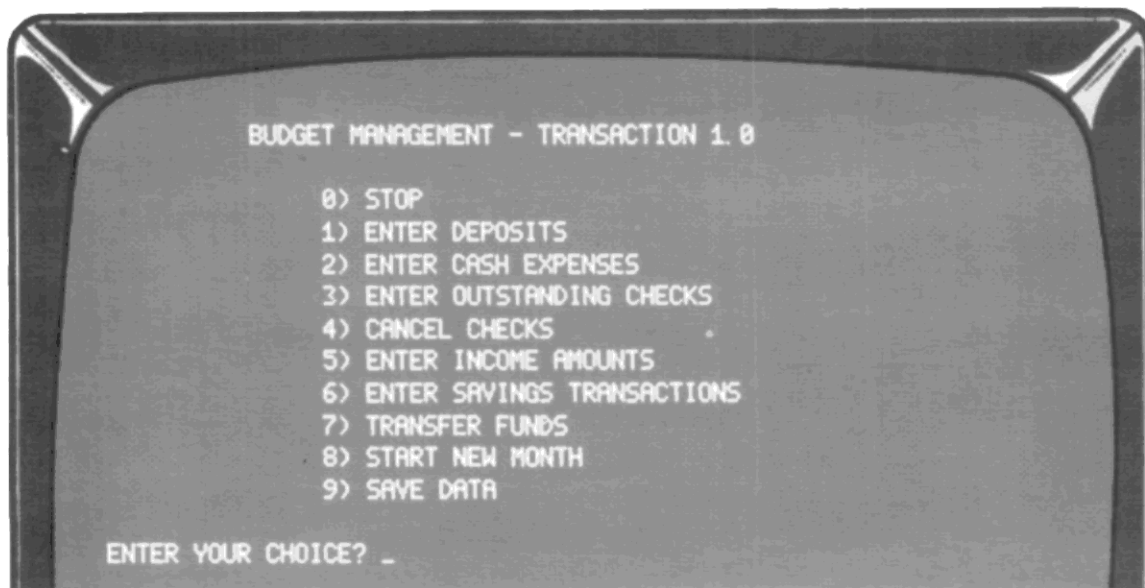 BUDGET MANAGEMENT - TRANSACTION 1.0
0) STOP
1) ENTER DEPOSITS
2) ENTER CASH EXPENSES
3) ENTER OUTSTANDING CHECKS
4) CANCEL CHECKS
5) ENTER INCOME AMOUNTS
6) ENTER SAVINGS TRANSACTIONS
7) TRANSFER FUNDS
8) START NEW MONTH
9) SAVE DATA
ENTER YOUR CHOICE? _